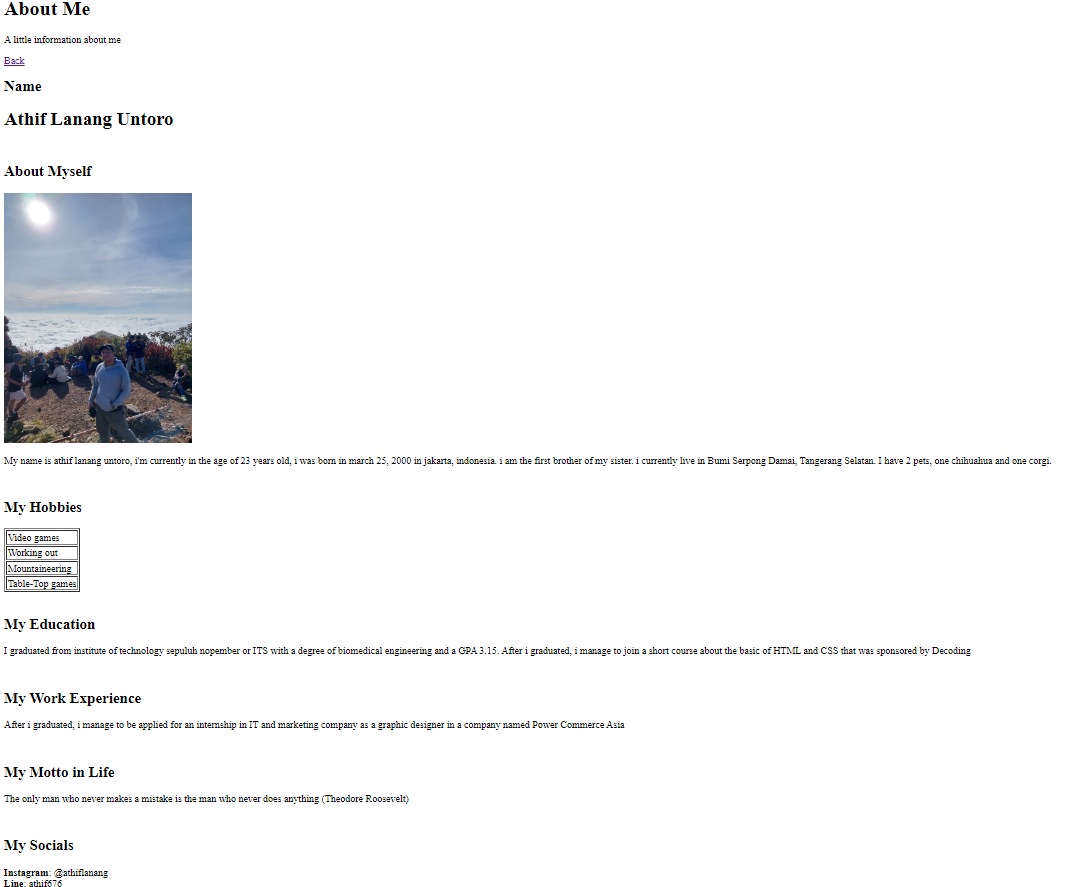 About Me
A little information about me
Back
Name
Athif Lanang Untoro
About Myself
My name is athif lanang untoro, i'm currently in the age of 23 years old, i was born in march 25, 2000 in jakarta, indonesia. i am the first brother of my sister. i currently live in Bumi Serpong Damai, Tangerang Selatan. I have 2 pets, one chihuahua and one corgi.
My Hobbies
Video games
Working out
Mountaineering
Table-Top games
My Education
I graduated from institute of technology sepuluh nopember or ITS with a degree of biomedical engineering and a GPA 3.15. After i graduated, i manage to join a short course about the basic of HTML and CSS that was sponsored by Decoding
My Work Experience
After i graduated, i manage to be applied for an internship in IT and marketing company as a graphic designer in a company named Power Commerce Asia
My Motto in Life
The only man who never makes a mistake is the man who never does anything (Theodore Roosevelt)
My Socials
Instagram: @athiflanang
Line: athif676